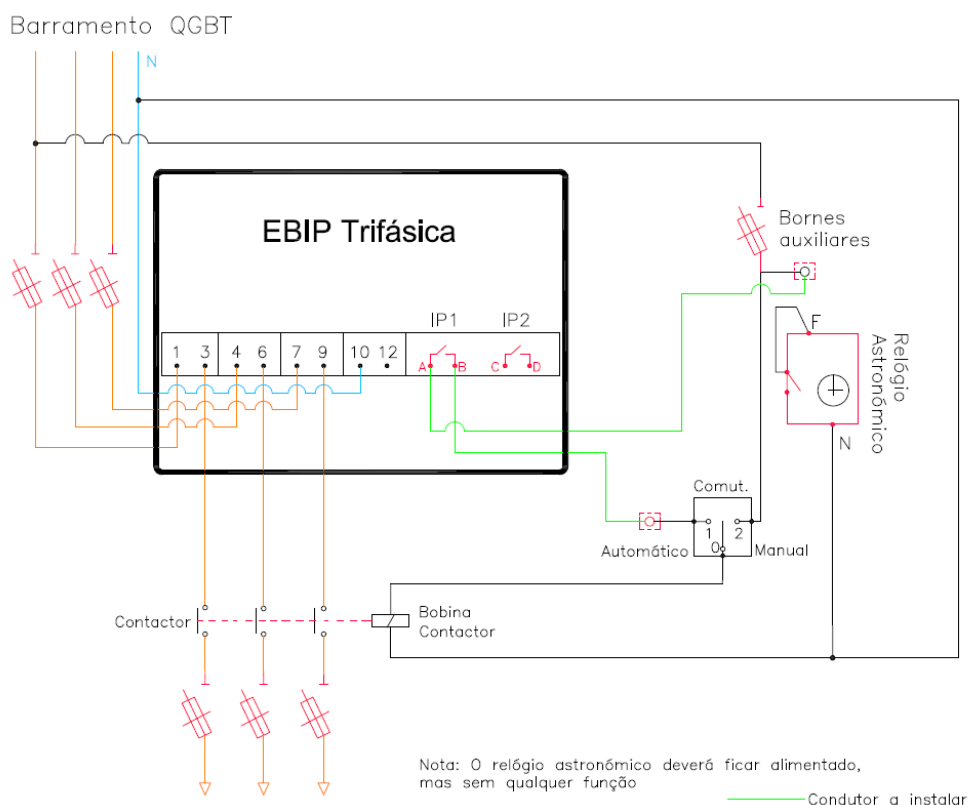 Barramento QGBT
N
EBIP Trifásica
Bornes
auxiliares
IP1 IP2
1 3 4 6 7 9 10 12
A B C D
F
Relógio
Astronómico
N
Comut.
1 2
0
Automático
Manual
Contactor
Bobina
Contactor
Nota: O relógio astronómico deverá ficar alimentado,
mas sem qualquer função
Condutor a instalar